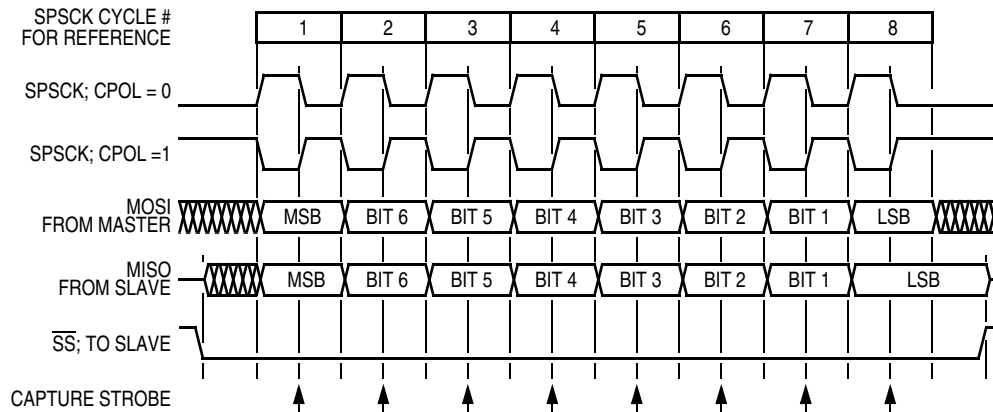 SPSCK CYCLE #
FOR REFERENCE
1 2 3 4 5 6 7 8
SPSCK; CPOL = 0
SPSCK; CPOL =1
MOSI
FROM MASTER
MSB BIT 6 BIT 5 BIT 4 BIT 3 BIT 2 BIT 1 LSB
MISO
FROM SLAVE
MSB BIT 6 BIT 5 BIT 4 BIT 3 BIT 2 BIT 1 LSB
SS; TO SLAVE
CAPTURE STROBE